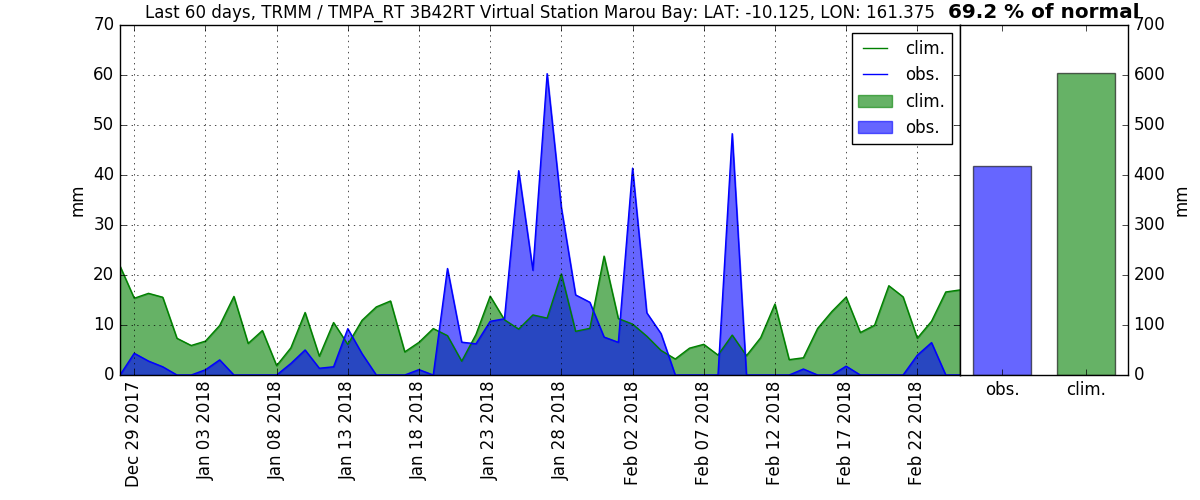 Last 60 days, TRMM / TMPA_RT 3B42RT Virtual Station Marou Bay: LAT: -10.125, LON: 161.375
69.2 % of normal
70
60
50
40
30
20
10
0
mm
clim.
obs.
clim.
obs.
Dec 29 2017
Jan 03 2018
Jan 08 2018
Jan 13 2018
Jan 18 2018
Jan 23 2018
Jan 28 2018
Feb 02 2018
Feb 07 2018
Feb 12 2018
Feb 17 2018
Feb 22 2018
700
600
500
400
300
200
100
0
mm
obs.
clim.